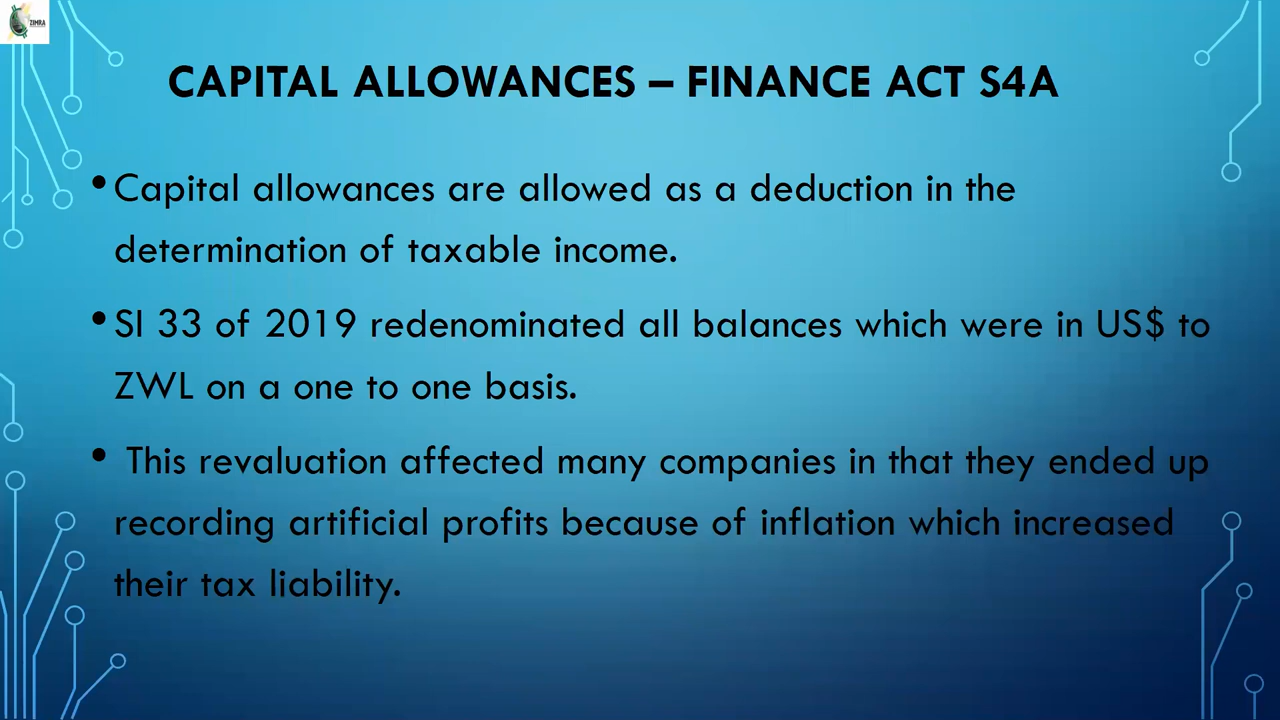 ZIMRA
CAPITAL ALLOWANCES – FINANCE ACT S4A
• Capital allowances are allowed as a deduction in the
determination of taxable income.
• SI 33 of 2019 redenominated all balances which were in US$ to
ZWL on a one to one basis.
• This revaluation affected many companies in that they ended up
recording artificial profits because of inflation which increased
their tax liability.